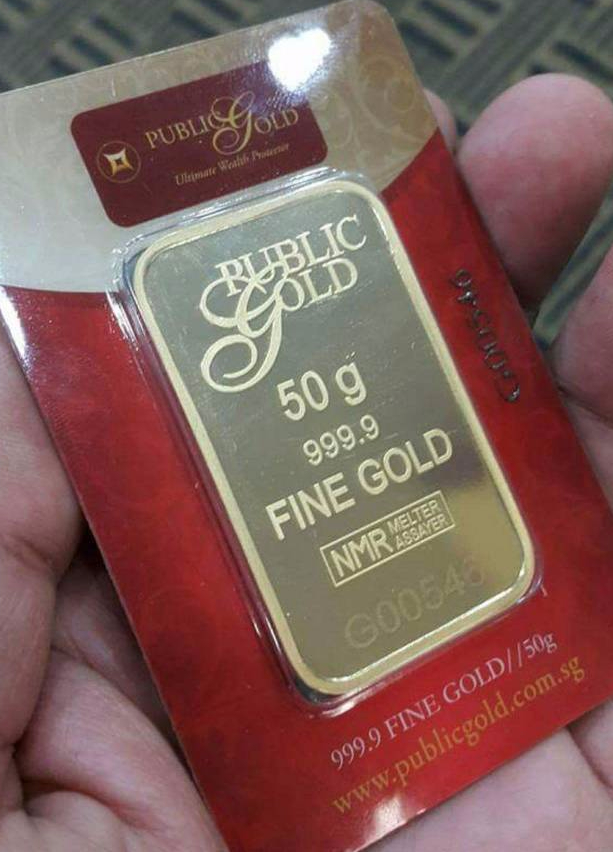 PUBLIC GOLD
Ultimate Wealth Protector
PUBLIC
GOLD
50 g
999.9
FINE GOLD
NMR MELTER
ASSAYER
G00546
G00546
999.9 FINE GOLD//50g
www.publicgold.com.sg